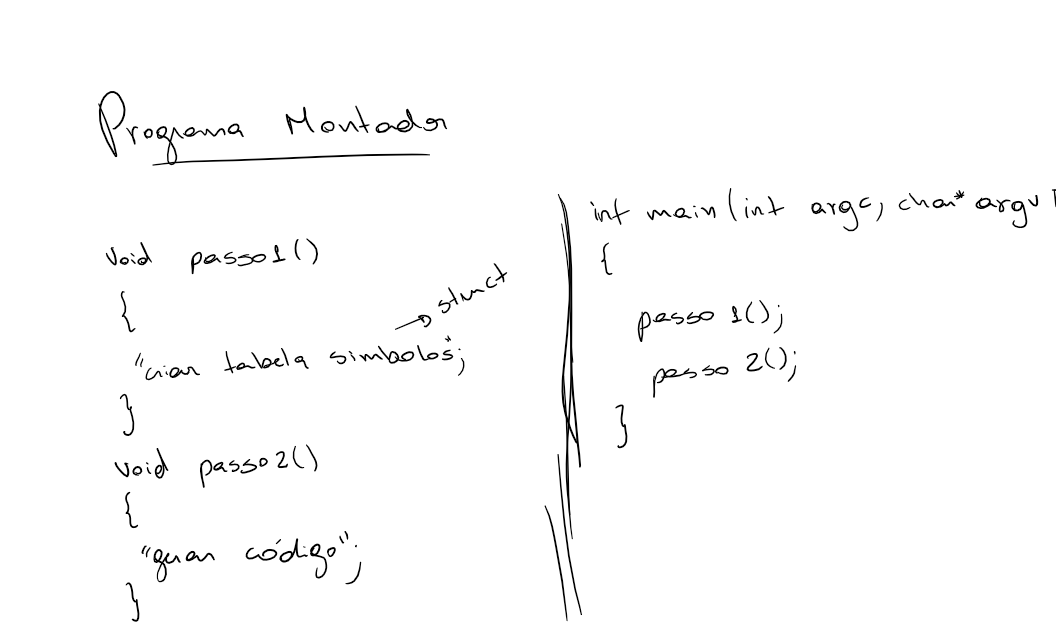 Programa Montador
void passo1()
{
"criar tabela símbolos"; → struct
}
void passo2()
{
"gerar código";
}
int main(int argc, char* argv[
{
passo 1();
passo 2();
}